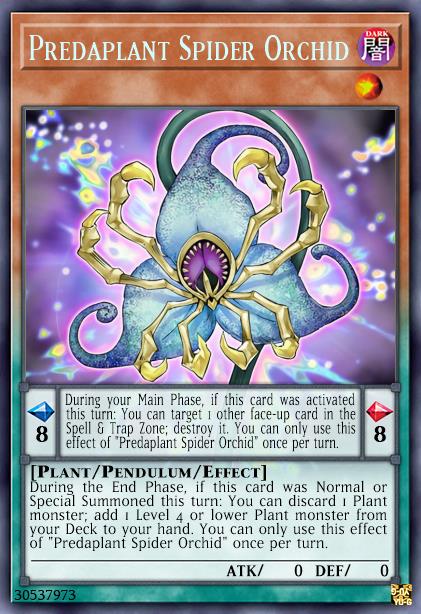 PREDAPLANT SPIDER ORCHID
DARK
闇
During your Main Phase, if this card was activated
this turn: You can target 1 other face-up card in the
Spell & Trap Zone; destroy it. You can only use this
effect of "Predaplant Spider Orchid" once per turn.
8
8
[PLANT/PENDULUM/EFFECT]
During the End Phase, if this card was Normal or
Special Summoned this turn: You can discard 1 Plant
monster; add 1 Level 4 or lower Plant monster from
your Deck to your hand. You can only use this effect
of "Predaplant Spider Orchid" once per turn.
ATK/ 0 DEF/ 0
30537973